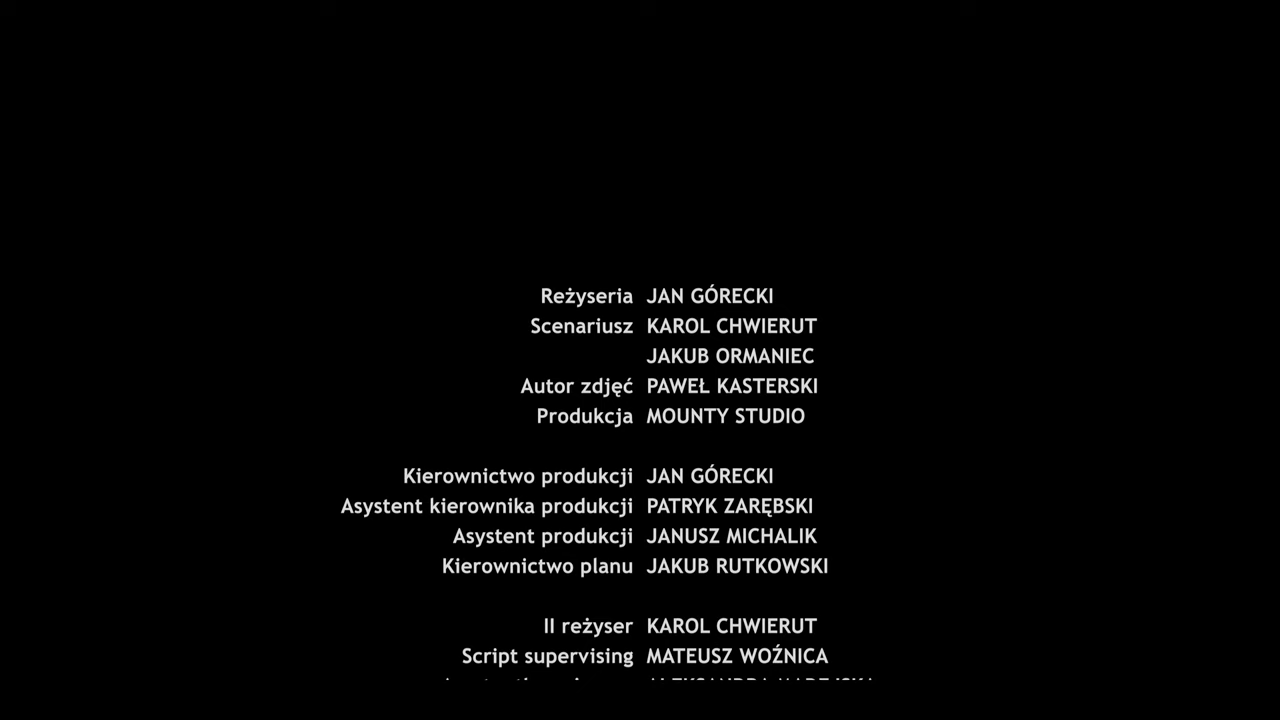 Reżyseria JAN GÓRECKI
Scenariusz KAROL CHWIERUT
JAKUB ORMANIEC
Autor zdjęć PAWEŁ KASTERSKI
Produkcja MOUNTY STUDIO
Kierownictwo produkcji JAN GÓRECKI
Asystent kierownika produkcji PATRYK ZARĘBSKI
Asystent produkcji JANUSZ MICHALIK
Kierownictwo planu JAKUB RUTKOWSKI
II reżyser KAROL CHWIERUT
Script supervising MATEUSZ WOŹNICA